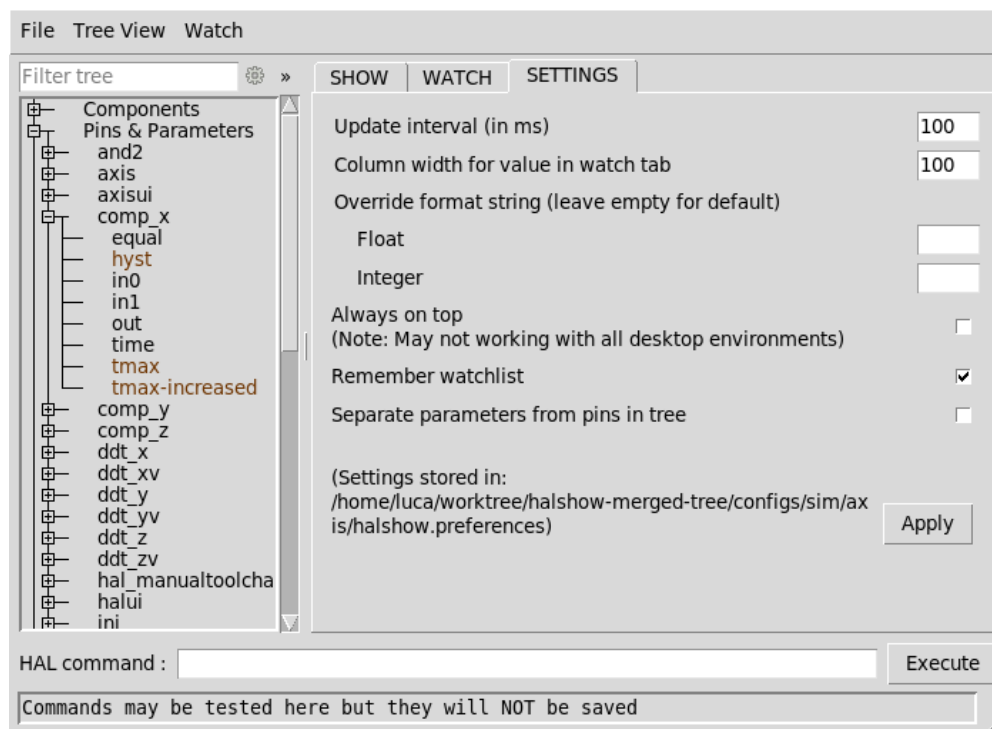 File Tree View Watch
Filter tree »
SHOW WATCH SETTINGS
Components
Pins & Parameters
and2
axis
axisui
comp_x
equal
hyst
in0
in1
out
time
tmax
tmax-increased
comp_y
comp_z
ddt_x
ddt_xv
ddt_y
ddt_yv
ddt_z
ddt_zv
hal_manualtoolcha
halui
ini
Update interval (in ms) 100
Column width for value in watch tab 100
Override format string (leave empty for default)
Float
Integer
Always on top
(Note: May not working with all desktop environments)
Remember watchlist
Separate parameters from pins in tree
(Settings stored in:
/home/luca/worktree/halshow-merged-tree/configs/sim/ax
is/halshow.preferences)
Apply
HAL command :
Execute
Commands may be tested here but they will NOT be saved